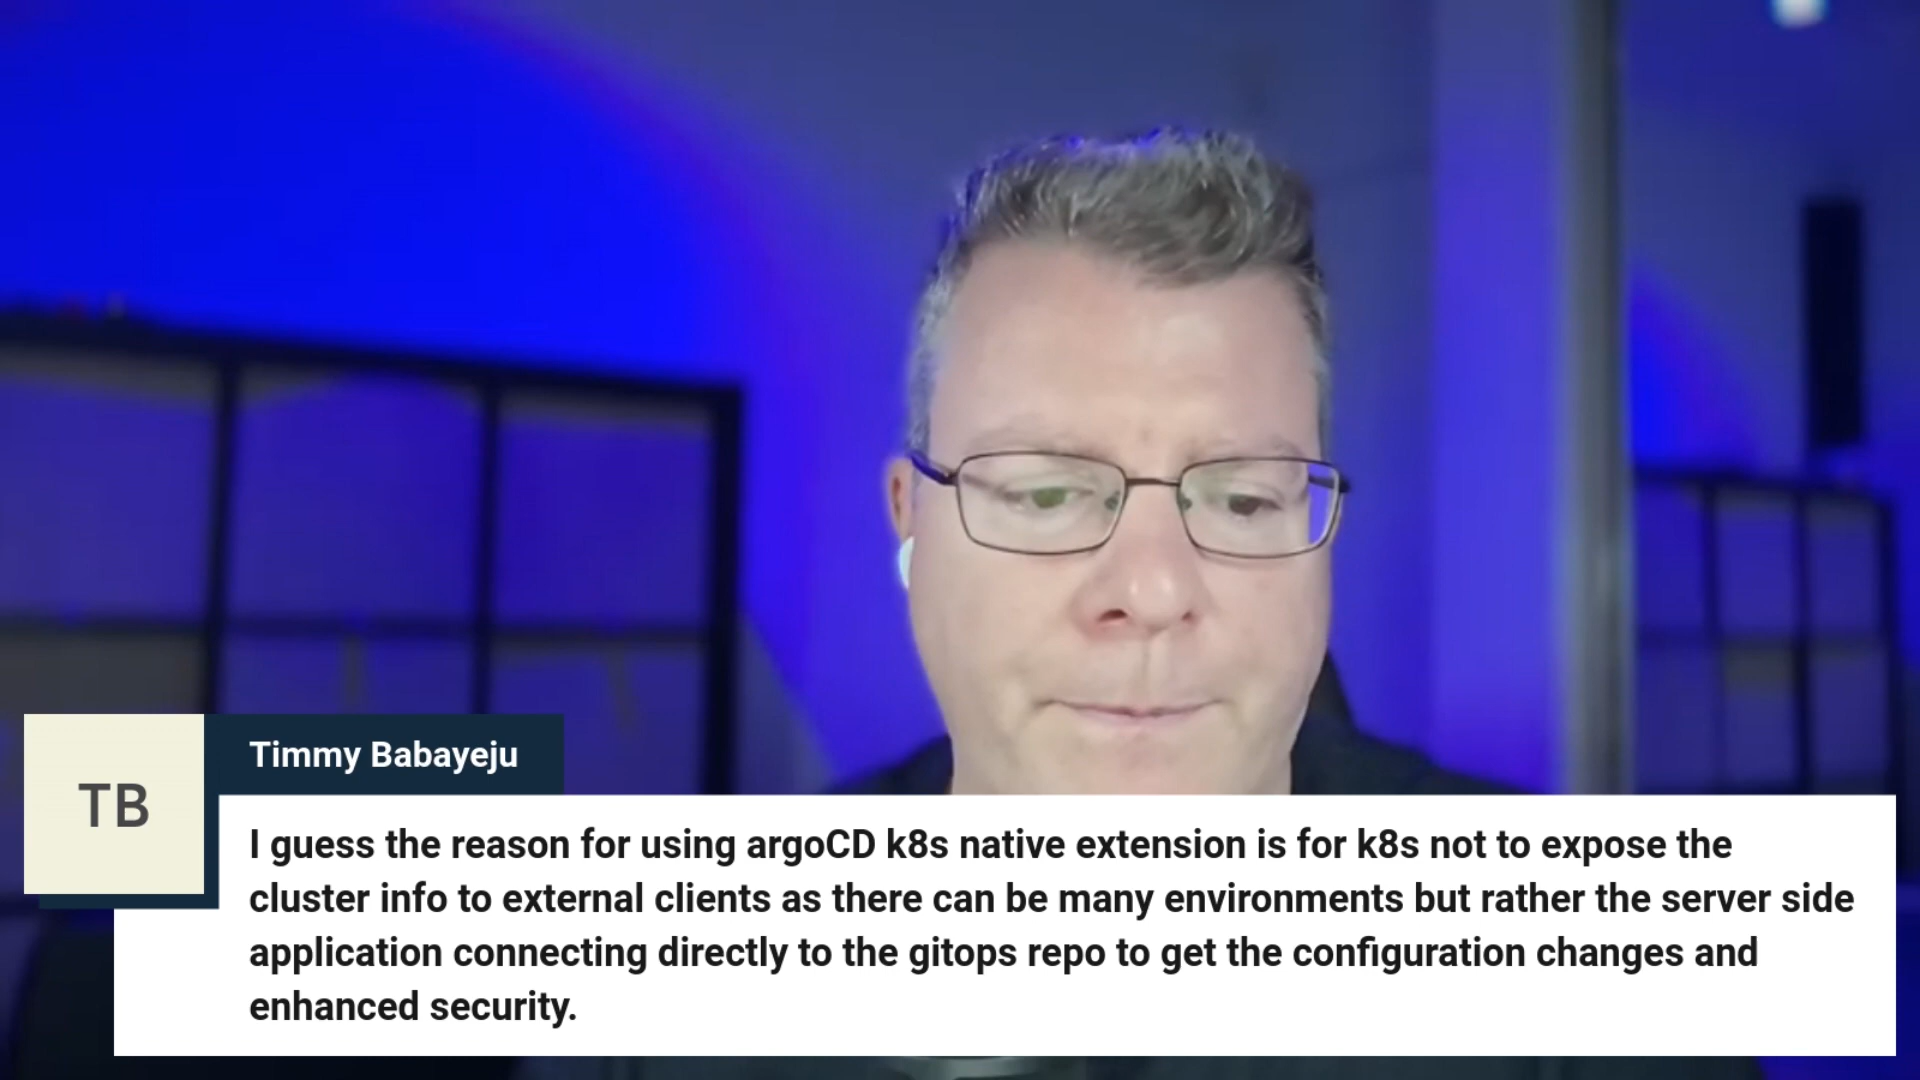 Timmy Babayeju
TB
I guess the reason for using argoCD k8s native extension is for k8s not to expose the
cluster info to external clients as there can be many environments but rather the server side
application connecting directly to the gitops repo to get the configuration changes and
enhanced security.